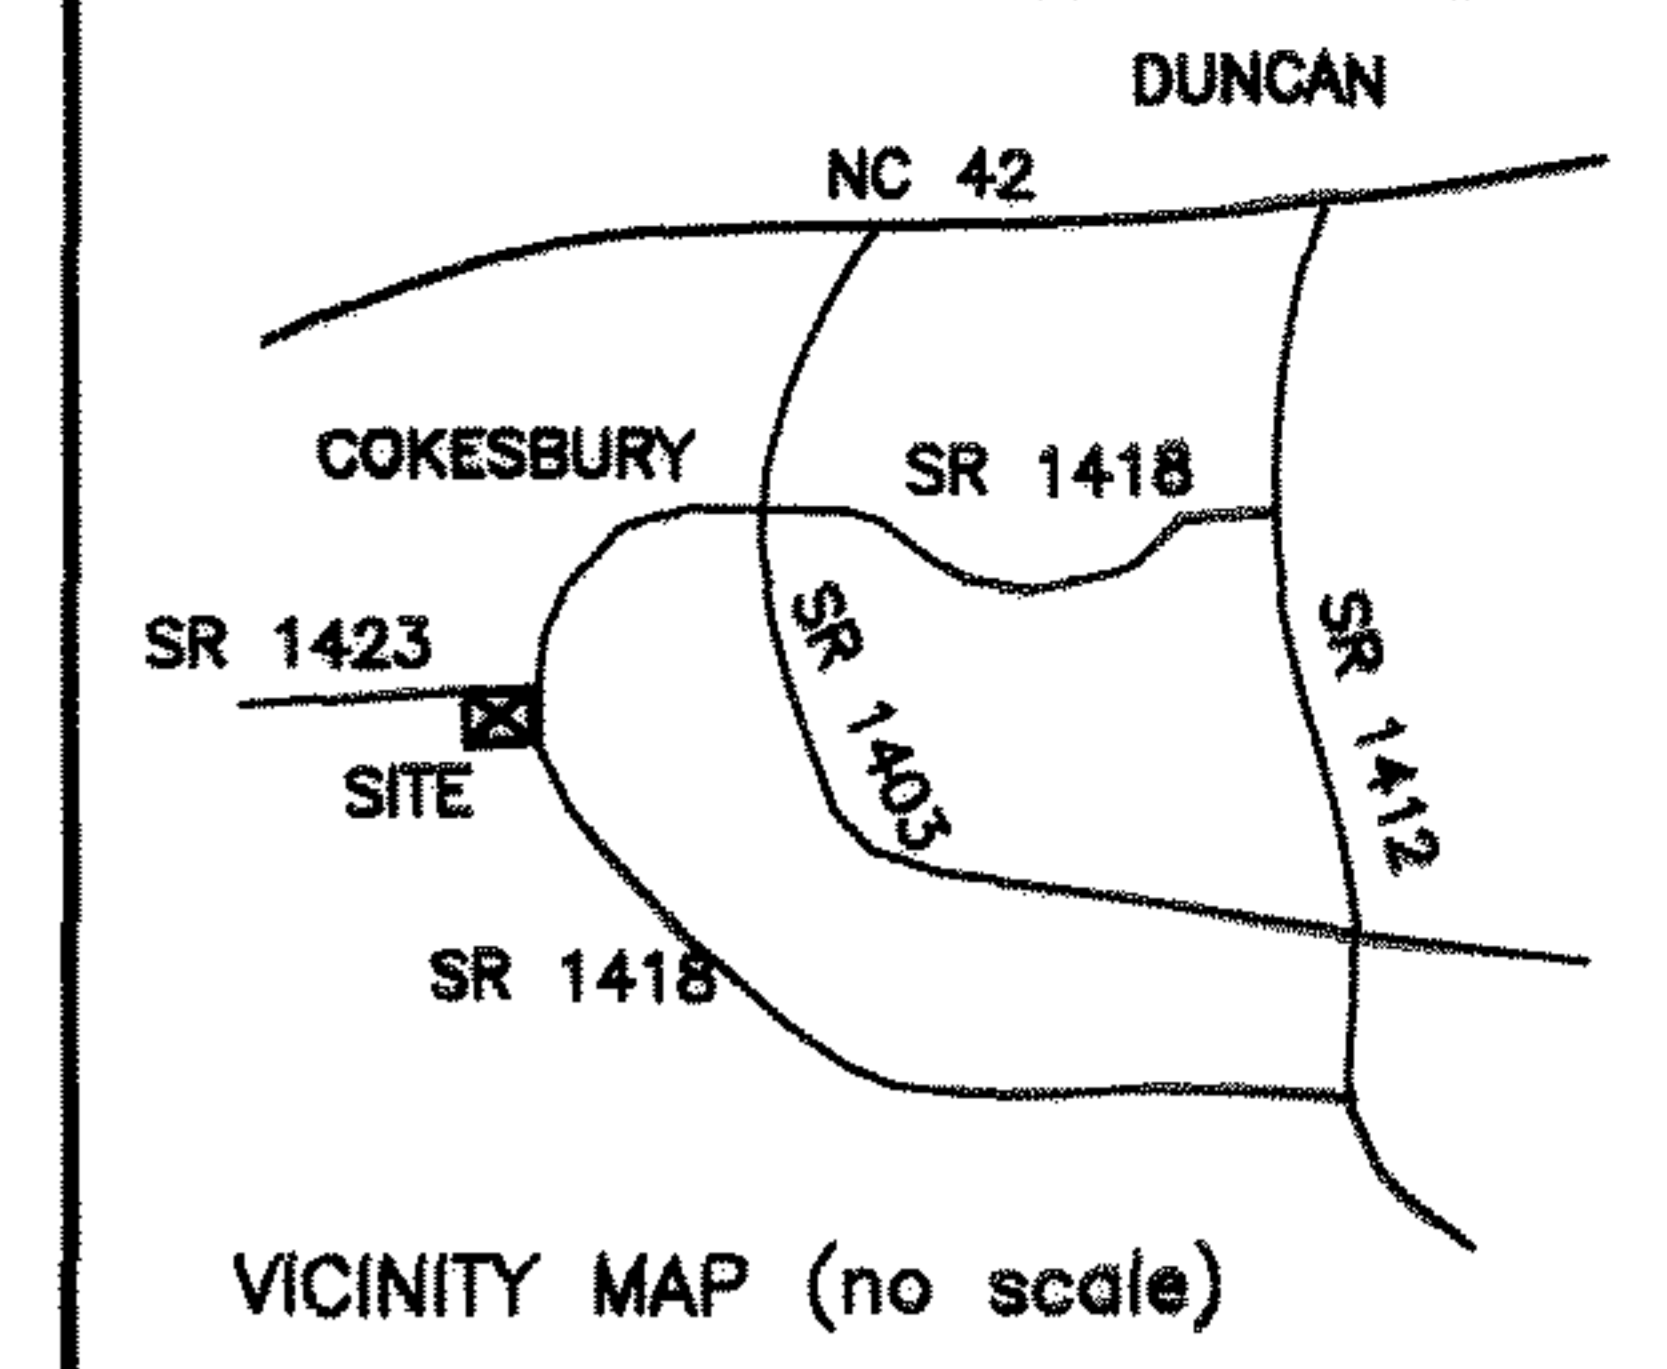 DUNCAN
NC 42
COKESBURY
SR 1418
SR 1423
SR 1403
SR 1412
SITE
SR 1418
VICINITY MAP (no scale)